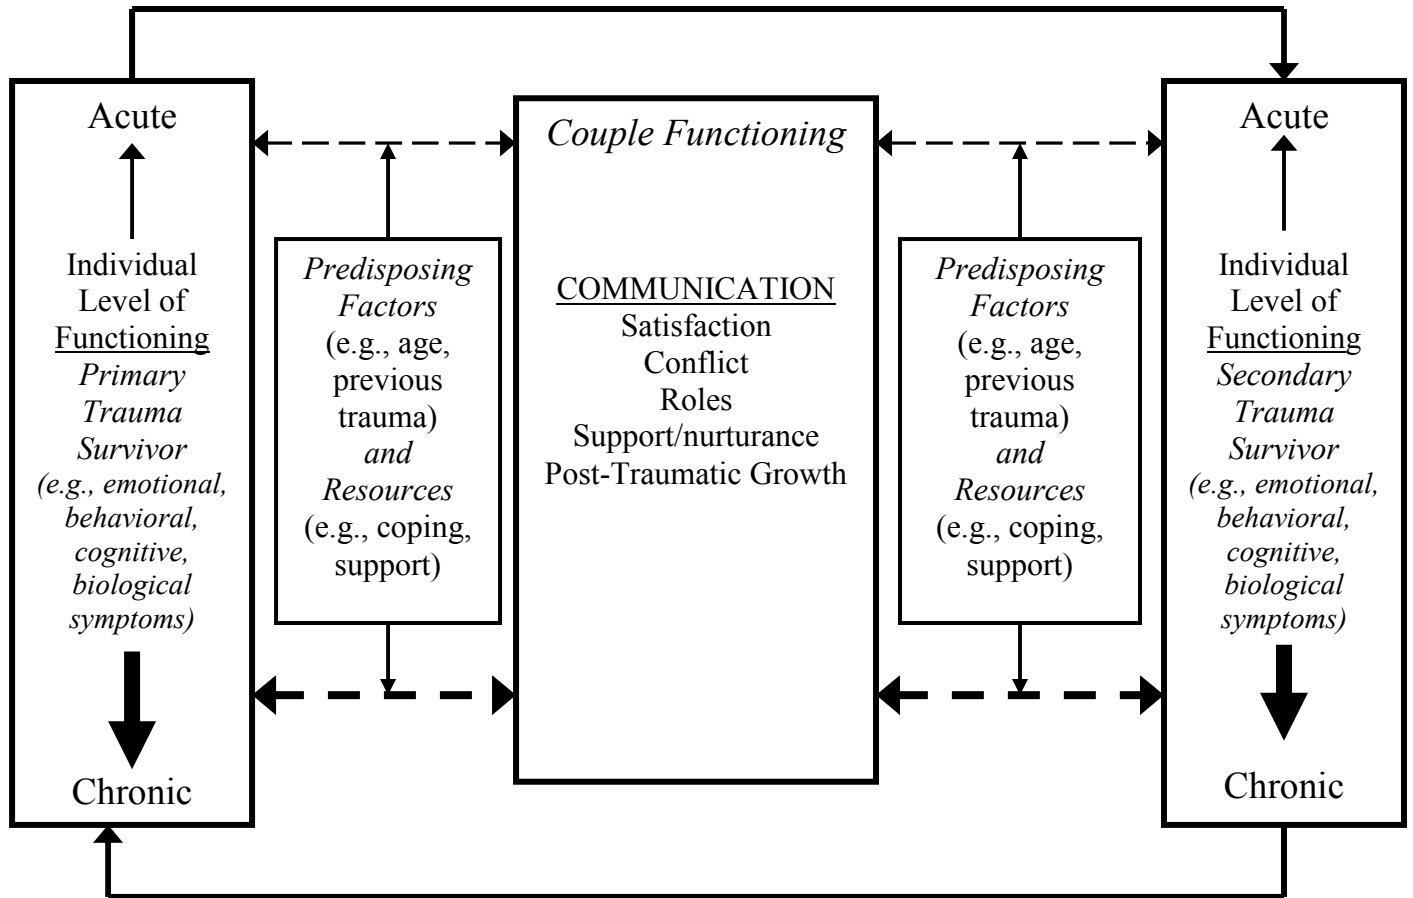 Acute
Individual
Level of
Functioning
Primary
Trauma
Survivor
(e.g., emotional,
behavioral,
cognitive,
biological
symptoms)
Chronic
Predisposing
Factors
(e.g., age,
previous
trauma)
and
Resources
(e.g., coping,
support)
Couple Functioning
COMMUNICATION
Satisfaction
Conflict
Roles
Support/nurturance
Post-Traumatic Growth
Predisposing
Factors
(e.g., age,
previous
trauma)
and
Resources
(e.g., coping,
support)
Acute
Individual
Level of
Functioning
Secondary
Trauma
Survivor
(e.g., emotional,
behavioral,
cognitive,
biological
symptoms)
Chronic